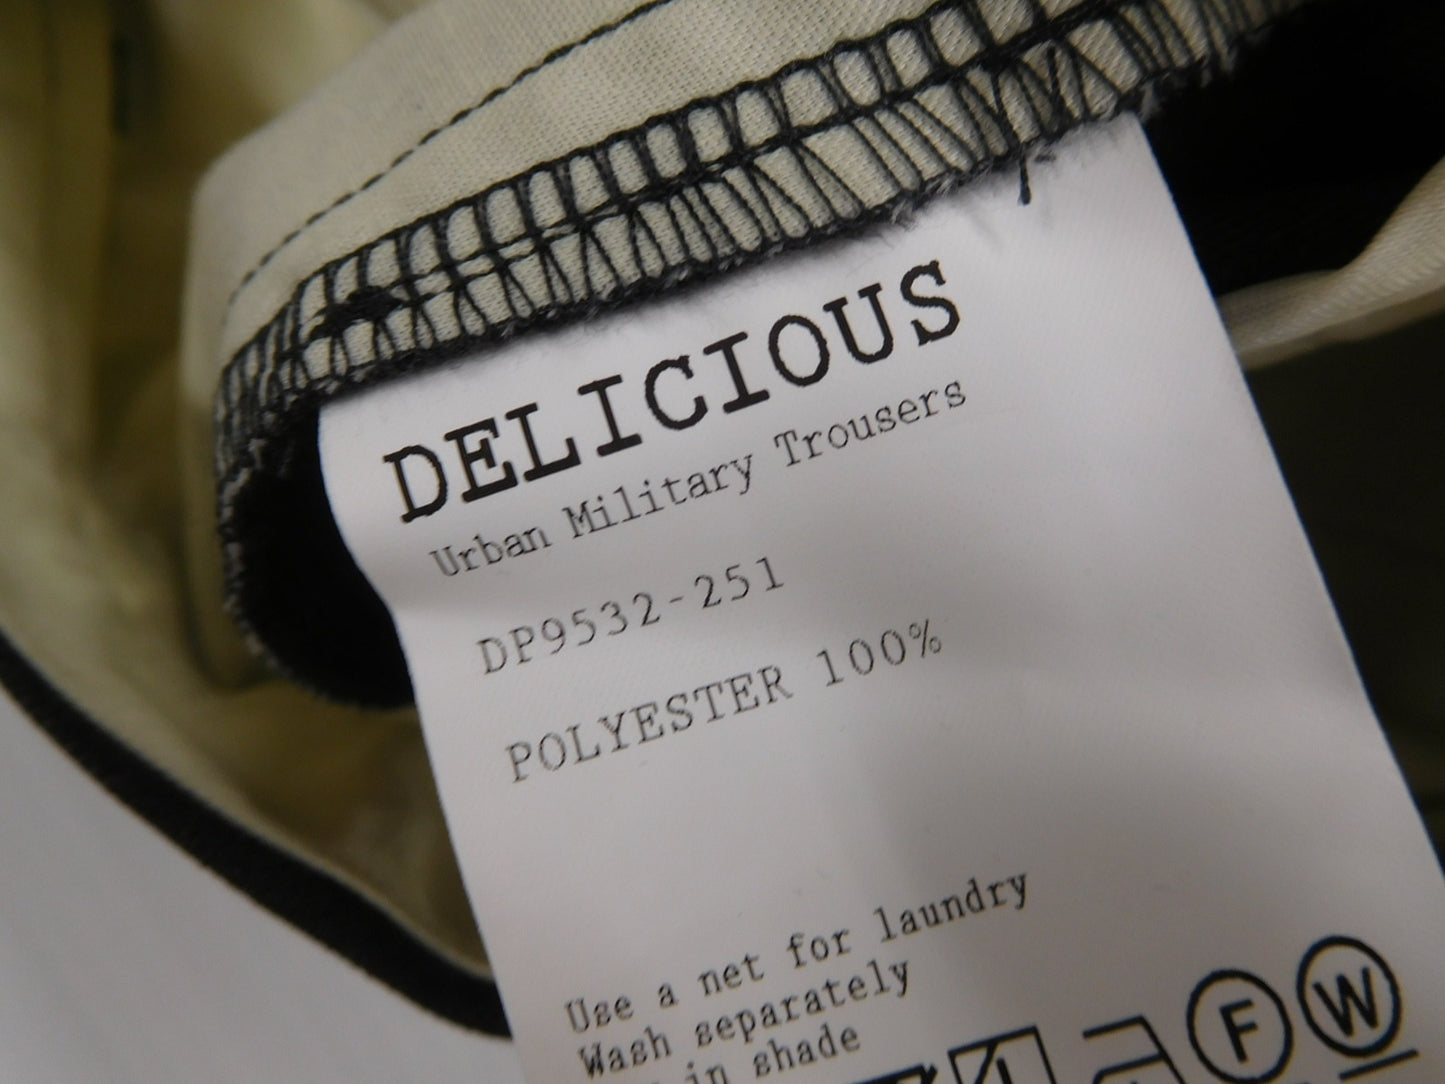 DELICIOUS
Urban Military Trousers
DP9532-251
POLYESTER 100%
Use a net for laundry
Wash separately
in shade
F W